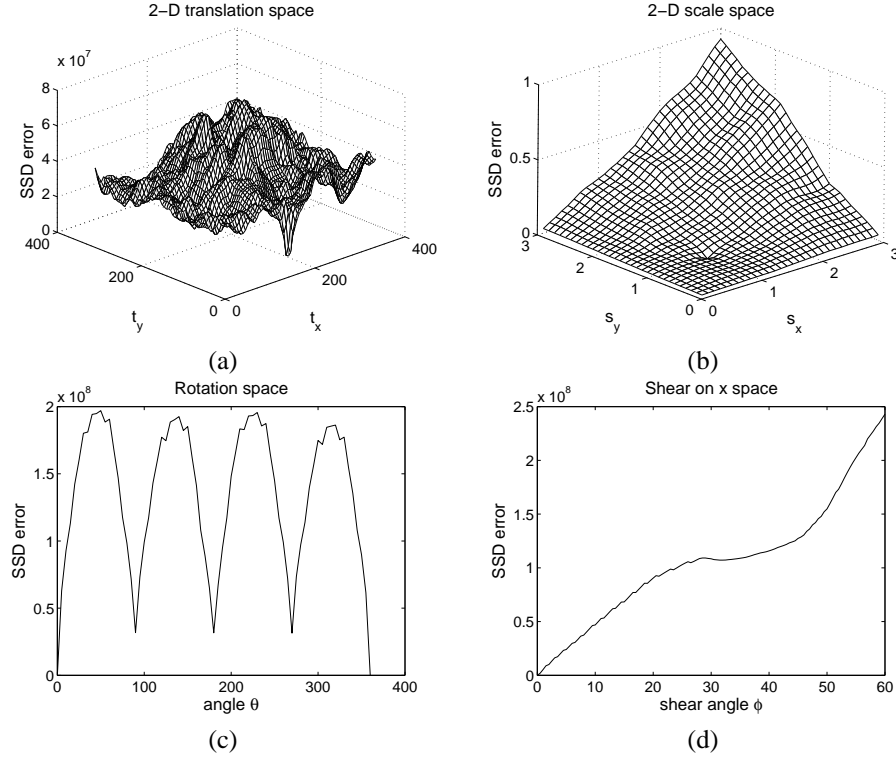 2−D translation space
x 10^7
8
6
4
2
0
SSD error
400
200
0
0
200
400
t_y
t_x
(a)
2−D scale space
1
0.5
0
SSD error
3
2
1
0
0
1
2
3
s_y
s_x
(b)
Rotation space
x 10^8
2
1.5
1
0.5
0
SSD error
0
100
200
300
400
angle θ
(c)
Shear on x space
x 10^8
2.5
2
1.5
1
0.5
0
SSD error
0
10
20
30
40
50
60
shear angle ϕ
(d)